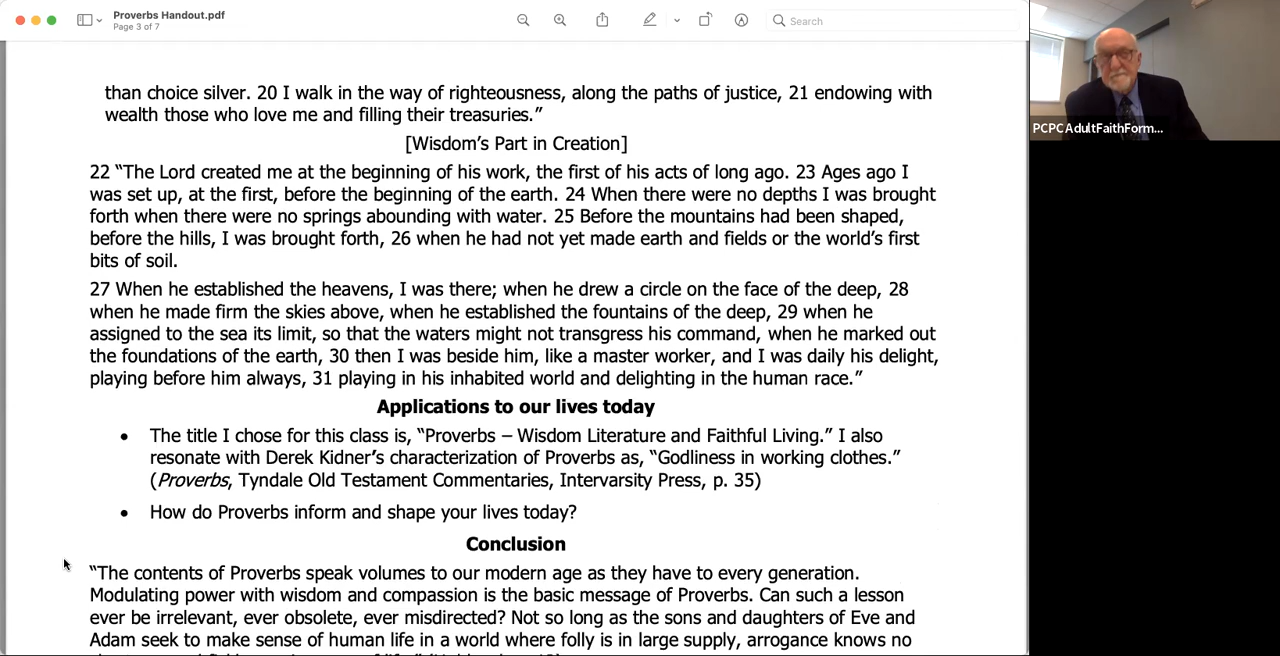 Proverbs Handout.pdf
Page 3 of 7
Search
than choice silver. 20 I walk in the way of righteousness, along the paths of justice, 21 endowing with
wealth those who love me and filling their treasuries.”
[Wisdom’s Part in Creation]
22 “The Lord created me at the beginning of his work, the first of his acts of long ago. 23 Ages ago I
was set up, at the first, before the beginning of the earth. 24 When there were no depths I was brought
forth when there were no springs abounding with water. 25 Before the mountains had been shaped,
before the hills, I was brought forth, 26 when he had not yet made earth and fields or the world’s first
bits of soil.
27 When he established the heavens, I was there; when he drew a circle on the face of the deep, 28
when he made firm the skies above, when he established the fountains of the deep, 29 when he
assigned to the sea its limit, so that the waters might not transgress his command, when he marked out
the foundations of the earth, 30 then I was beside him, like a master worker, and I was daily his delight,
playing before him always, 31 playing in his inhabited world and delighting in the human race.”
Applications to our lives today
• The title I chose for this class is, “Proverbs – Wisdom Literature and Faithful Living.” I also
resonate with Derek Kidner’s characterization of Proverbs as, “Godliness in working clothes.”
(Proverbs, Tyndale Old Testament Commentaries, Intervarsity Press, p. 35)
• How do Proverbs inform and shape your lives today?
Conclusion
“The contents of Proverbs speak volumes to our modern age as they have to every generation.
Modulating power with wisdom and compassion is the basic message of Proverbs. Can such a lesson
ever be irrelevant, ever obsolete, ever misdirected? Not so long as the sons and daughters of Eve and
Adam seek to make sense of human life in a world where folly is in large supply, arrogance knows no
PCPC AdultFaithForm...